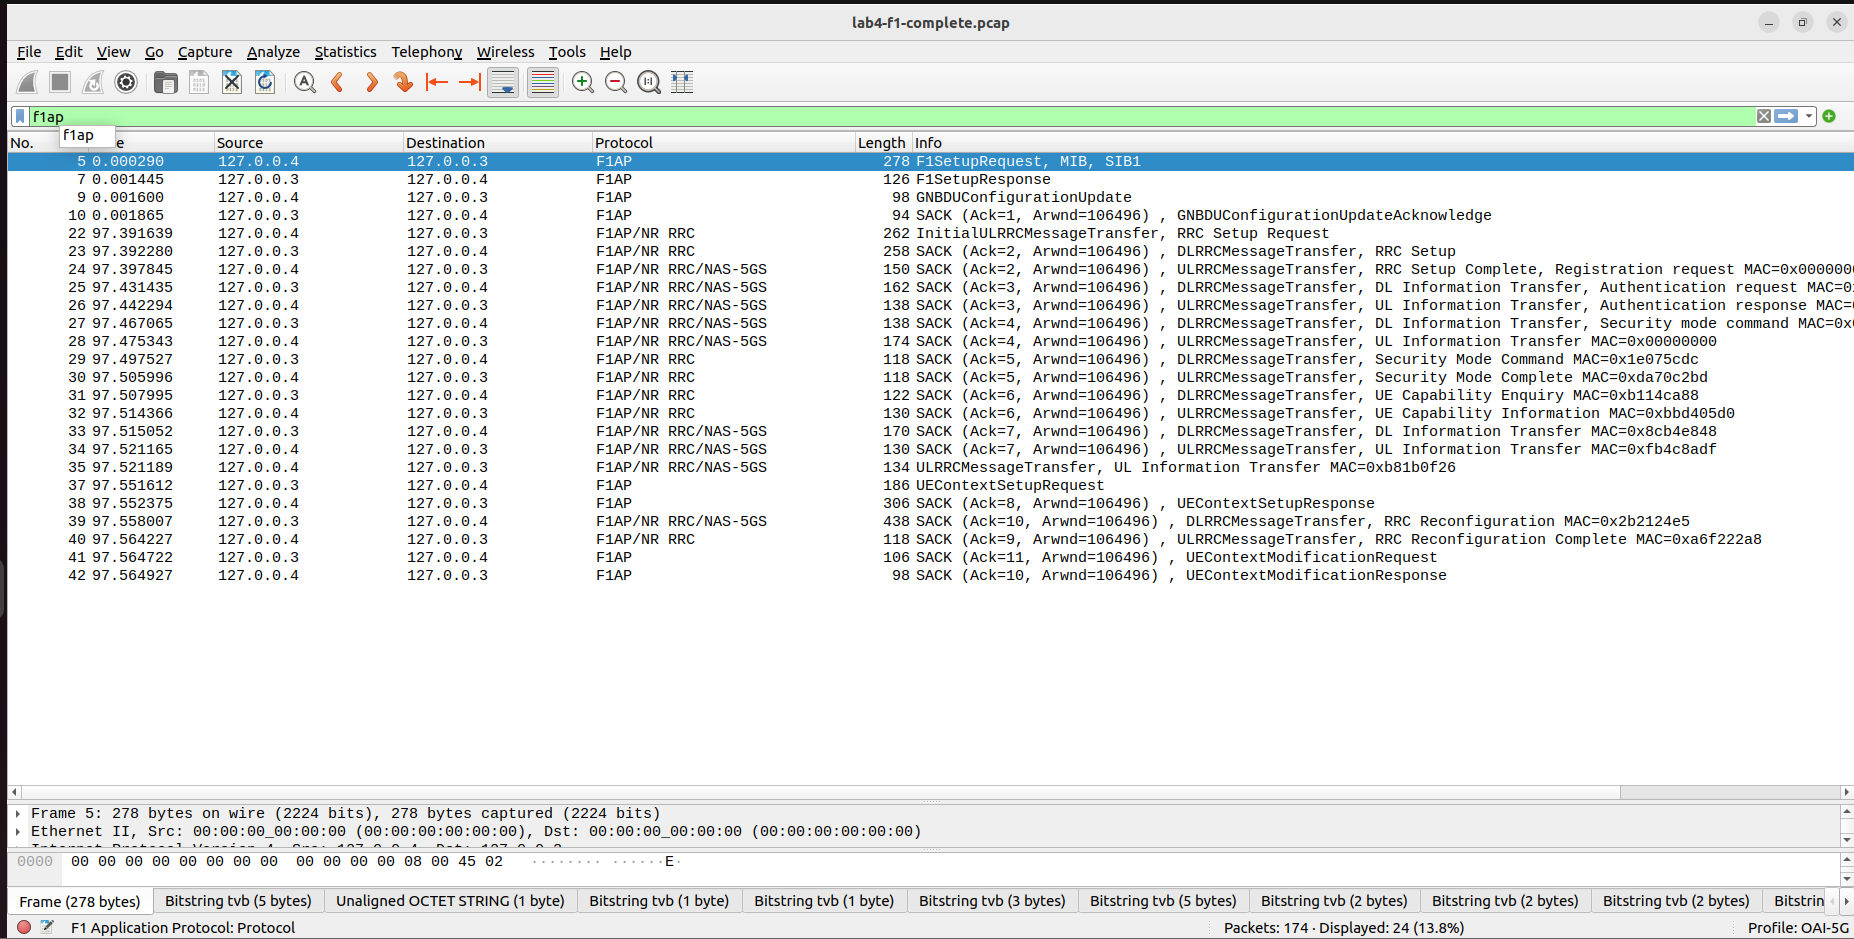 lab4-f1-complete.pcap
File Edit View Go Capture Analyze Statistics Telephony Wireless Tools Help
f1ap
f1ap
No. Source Destination Protocol Length Info
5 0.000290 127.0.0.4 127.0.0.3 F1AP 278 F1SetupRequest, MIB, SIB1
7 0.001445 127.0.0.3 127.0.0.4 F1AP 126 F1SetupResponse
9 0.001600 127.0.0.4 127.0.0.3 F1AP 98 GNBDUConfigurationUpdate
10 0.001865 127.0.0.3 127.0.0.4 F1AP 94 SACK (Ack=1, Arwnd=106496) , GNBDUConfigurationUpdateAcknowledge
22 97.391639 127.0.0.4 127.0.0.3 F1AP/NR RRC 262 InitialULRRCMessageTransfer, RRC Setup Request
23 97.392280 127.0.0.3 127.0.0.4 F1AP/NR RRC 258 SACK (Ack=2, Arwnd=106496) , DLRRCMessageTransfer, RRC Setup
24 97.397845 127.0.0.4 127.0.0.3 F1AP/NR RRC/NAS-5GS 150 SACK (Ack=2, Arwnd=106496) , ULRRCMessageTransfer, RRC Setup Complete, Registration request MAC=0x0000000
25 97.431435 127.0.0.3 127.0.0.4 F1AP/NR RRC/NAS-5GS 162 SACK (Ack=3, Arwnd=106496) , DLRRCMessageTransfer, DL Information Transfer, Authentication request MAC=0
26 97.442294 127.0.0.4 127.0.0.3 F1AP/NR RRC/NAS-5GS 138 SACK (Ack=3, Arwnd=106496) , ULRRCMessageTransfer, UL Information Transfer, Authentication response MAC=
27 97.467065 127.0.0.3 127.0.0.4 F1AP/NR RRC/NAS-5GS 138 SACK (Ack=4, Arwnd=106496) , DLRRCMessageTransfer, DL Information Transfer, Security mode command MAC=0x
28 97.475343 127.0.0.4 127.0.0.3 F1AP/NR RRC/NAS-5GS 174 SACK (Ack=4, Arwnd=106496) , ULRRCMessageTransfer, UL Information Transfer MAC=0x00000000
29 97.497527 127.0.0.3 127.0.0.4 F1AP/NR RRC 118 SACK (Ack=5, Arwnd=106496) , DLRRCMessageTransfer, Security Mode Command MAC=0x1e075cdc
30 97.505996 127.0.0.4 127.0.0.3 F1AP/NR RRC 118 SACK (Ack=5, Arwnd=106496) , ULRRCMessageTransfer, Security Mode Complete MAC=0xda70c2bd
31 97.507995 127.0.0.3 127.0.0.4 F1AP/NR RRC 122 SACK (Ack=6, Arwnd=106496) , DLRRCMessageTransfer, UE Capability Enquiry MAC=0xb114ca88
32 97.514366 127.0.0.4 127.0.0.3 F1AP/NR RRC 130 SACK (Ack=6, Arwnd=106496) , ULRRCMessageTransfer, UE Capability Information MAC=0xbbd405d0
33 97.515052 127.0.0.3 127.0.0.4 F1AP/NR RRC/NAS-5GS 170 SACK (Ack=7, Arwnd=106496) , DLRRCMessageTransfer, DL Information Transfer MAC=0x8cb4e848
34 97.521165 127.0.0.4 127.0.0.3 F1AP/NR RRC/NAS-5GS 130 SACK (Ack=7, Arwnd=106496) , ULRRCMessageTransfer, UL Information Transfer MAC=0xfb4c8adf
35 97.521189 127.0.0.4 127.0.0.3 F1AP/NR RRC/NAS-5GS 134 ULRRCMessageTransfer, UL Information Transfer MAC=0xb81b0f26
37 97.551612 127.0.0.3 127.0.0.4 F1AP 186 UEContextSetupRequest
38 97.552375 127.0.0.4 127.0.0.3 F1AP 306 SACK (Ack=8, Arwnd=106496) , UEContextSetupResponse
39 97.558007 127.0.0.3 127.0.0.4 F1AP/NR RRC/NAS-5GS 438 SACK (Ack=10, Arwnd=106496) , DLRRCMessageTransfer, RRC Reconfiguration MAC=0x2b2124e5
40 97.564227 127.0.0.4 127.0.0.3 F1AP/NR RRC 118 SACK (Ack=9, Arwnd=106496) , ULRRCMessageTransfer, RRC Reconfiguration Complete MAC=0xa6f222a8
41 97.564722 127.0.0.3 127.0.0.4 F1AP 106 SACK (Ack=11, Arwnd=106496) , UEContextModificationRequest
42 97.564927 127.0.0.4 127.0.0.3 F1AP 98 SACK (Ack=10, Arwnd=106496) , UEContextModificationResponse
Frame 5: 278 bytes on wire (2224 bits), 278 bytes captured (2224 bits)
Ethernet II, Src: 00:00:00_00:00:00 (00:00:00:00:00:00), Dst: 00:00:00_00:00:00 (00:00:00:00:00:00)
Internet Protocol Version 4, Src: 127.0.0.4, Dst: 127.0.0.3
0000 00 00 00 00 00 00 00 00 00 00 00 00 08 00 45 02 ········ ······E·
Frame (278 bytes) Bitstring tvb (5 bytes) Unaligned OCTET STRING (1 byte) Bitstring tvb (1 byte) Bitstring tvb (1 byte) Bitstring tvb (3 bytes) Bitstring tvb (5 bytes) Bitstring tvb (2 bytes) Bitstring tvb (2 bytes) Bitstring tvb (2 bytes) Bitstrin
F1 Application Protocol: Protocol Packets: 174 · Displayed: 24 (13.8%) Profile: OAI-5G